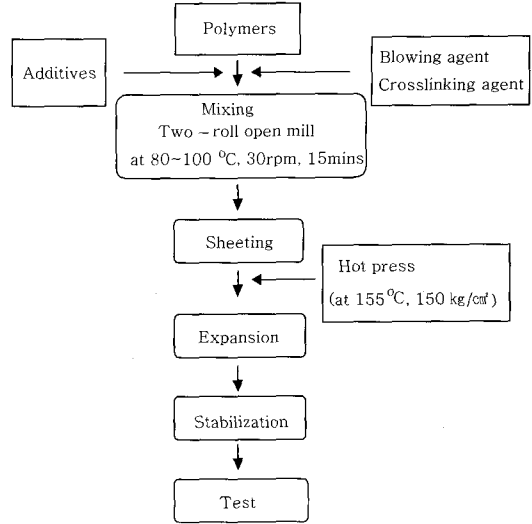 Polymers
Additives
Blowing agent
Crosslinking agent
Mixing
Two - roll open mill
at 80~100 °C, 30rpm, 15mins
Sheeting
Hot press
(at 155°C, 150 kg/㎠)
Expansion
Stabilization
Test